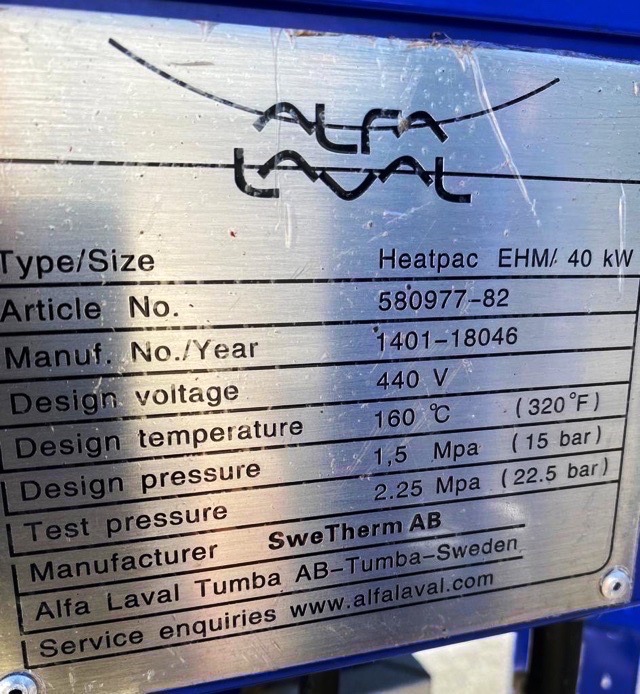 ALFA
LAVAL
Type/Size Heatpac EHM/ 40 kW
Article No. 580977-82
Manuf. No./Year 1401-18046
Design voltage 440 V
Design temperature 160 °C (320°F)
Design pressure 1,5 Mpa (15 bar)
Test pressure 2.25 Mpa (22.5 bar)
Manufacturer SweTherm AB
Alfa Laval Tumba AB-Tumba-Sweden
Service enquiries www.alfalaval.com